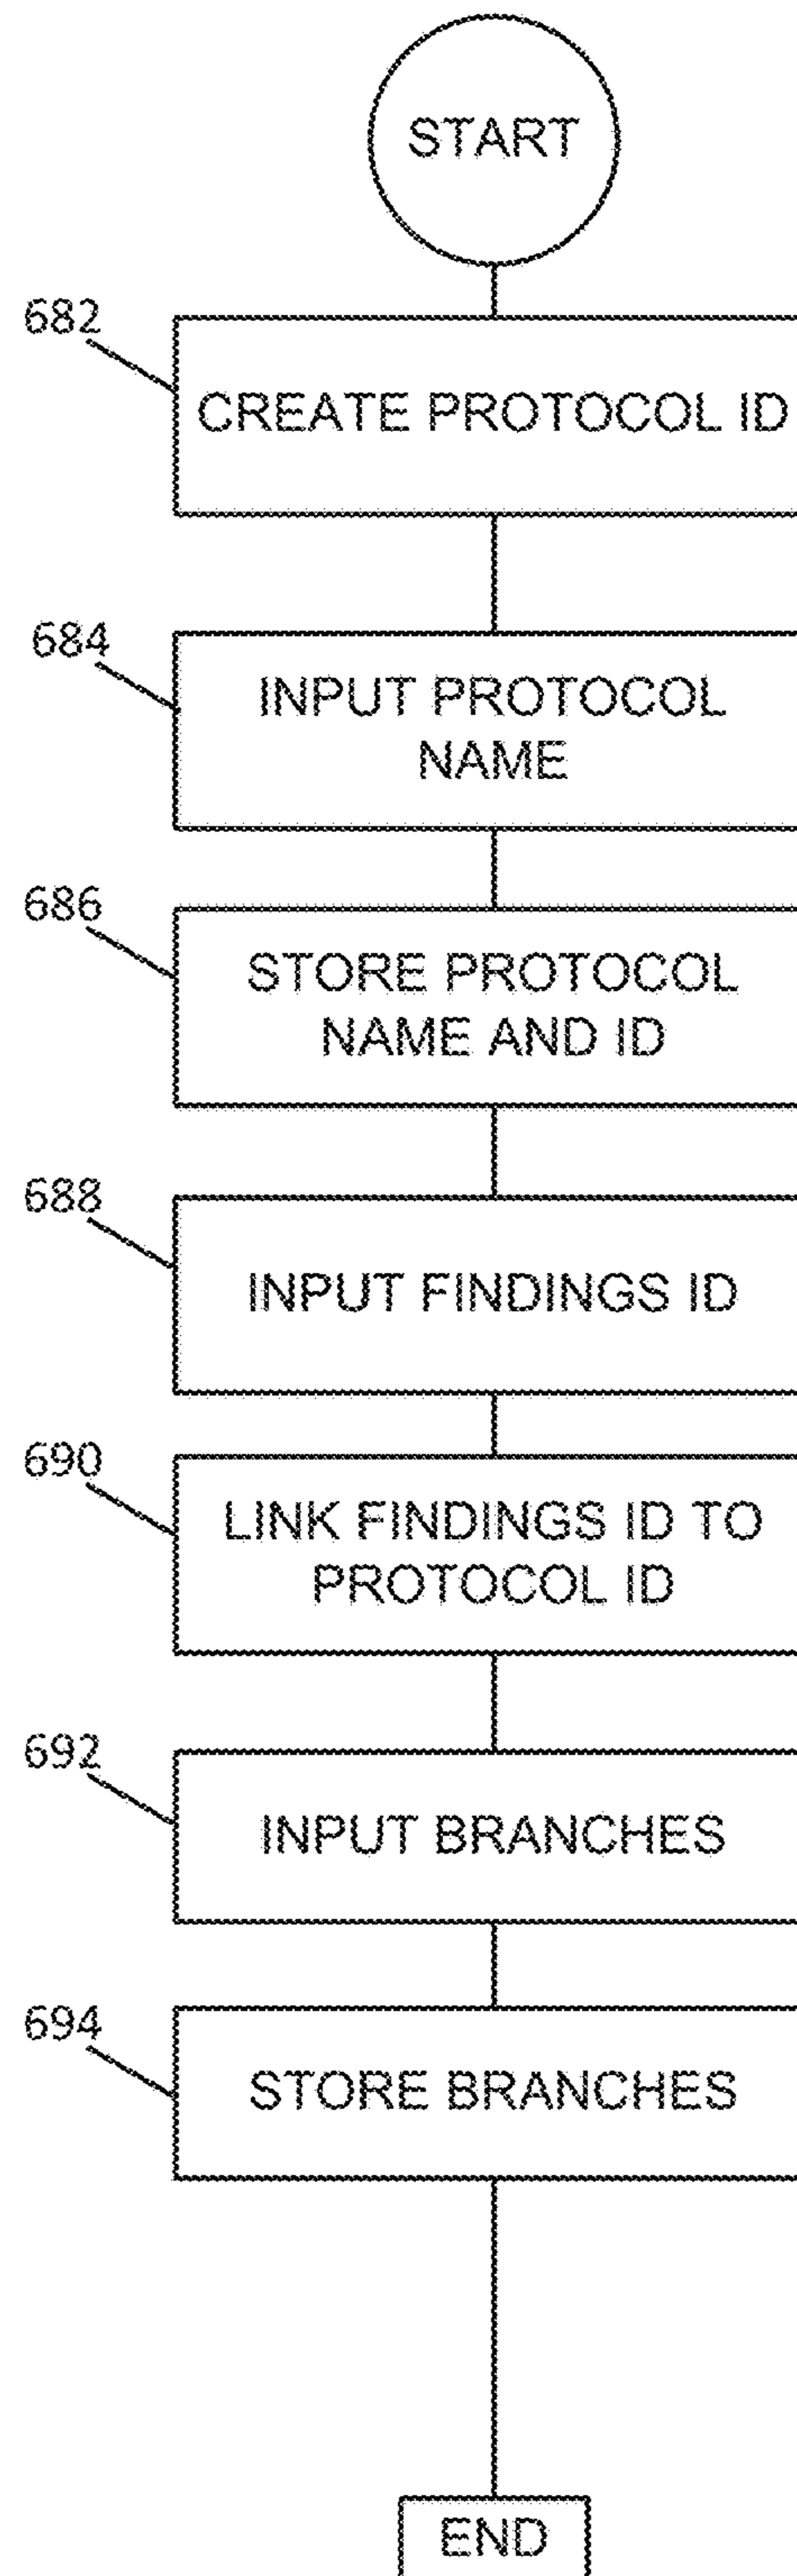 START
682
CREATE PROTOCOL ID
684
INPUT PROTOCOL
NAME
686
STORE PROTOCOL
NAME AND ID
688
INPUT FINDINGS ID
690
LINK FINDINGS ID TO
PROTOCOL ID
692
INPUT BRANCHES
694
STORE BRANCHES
END